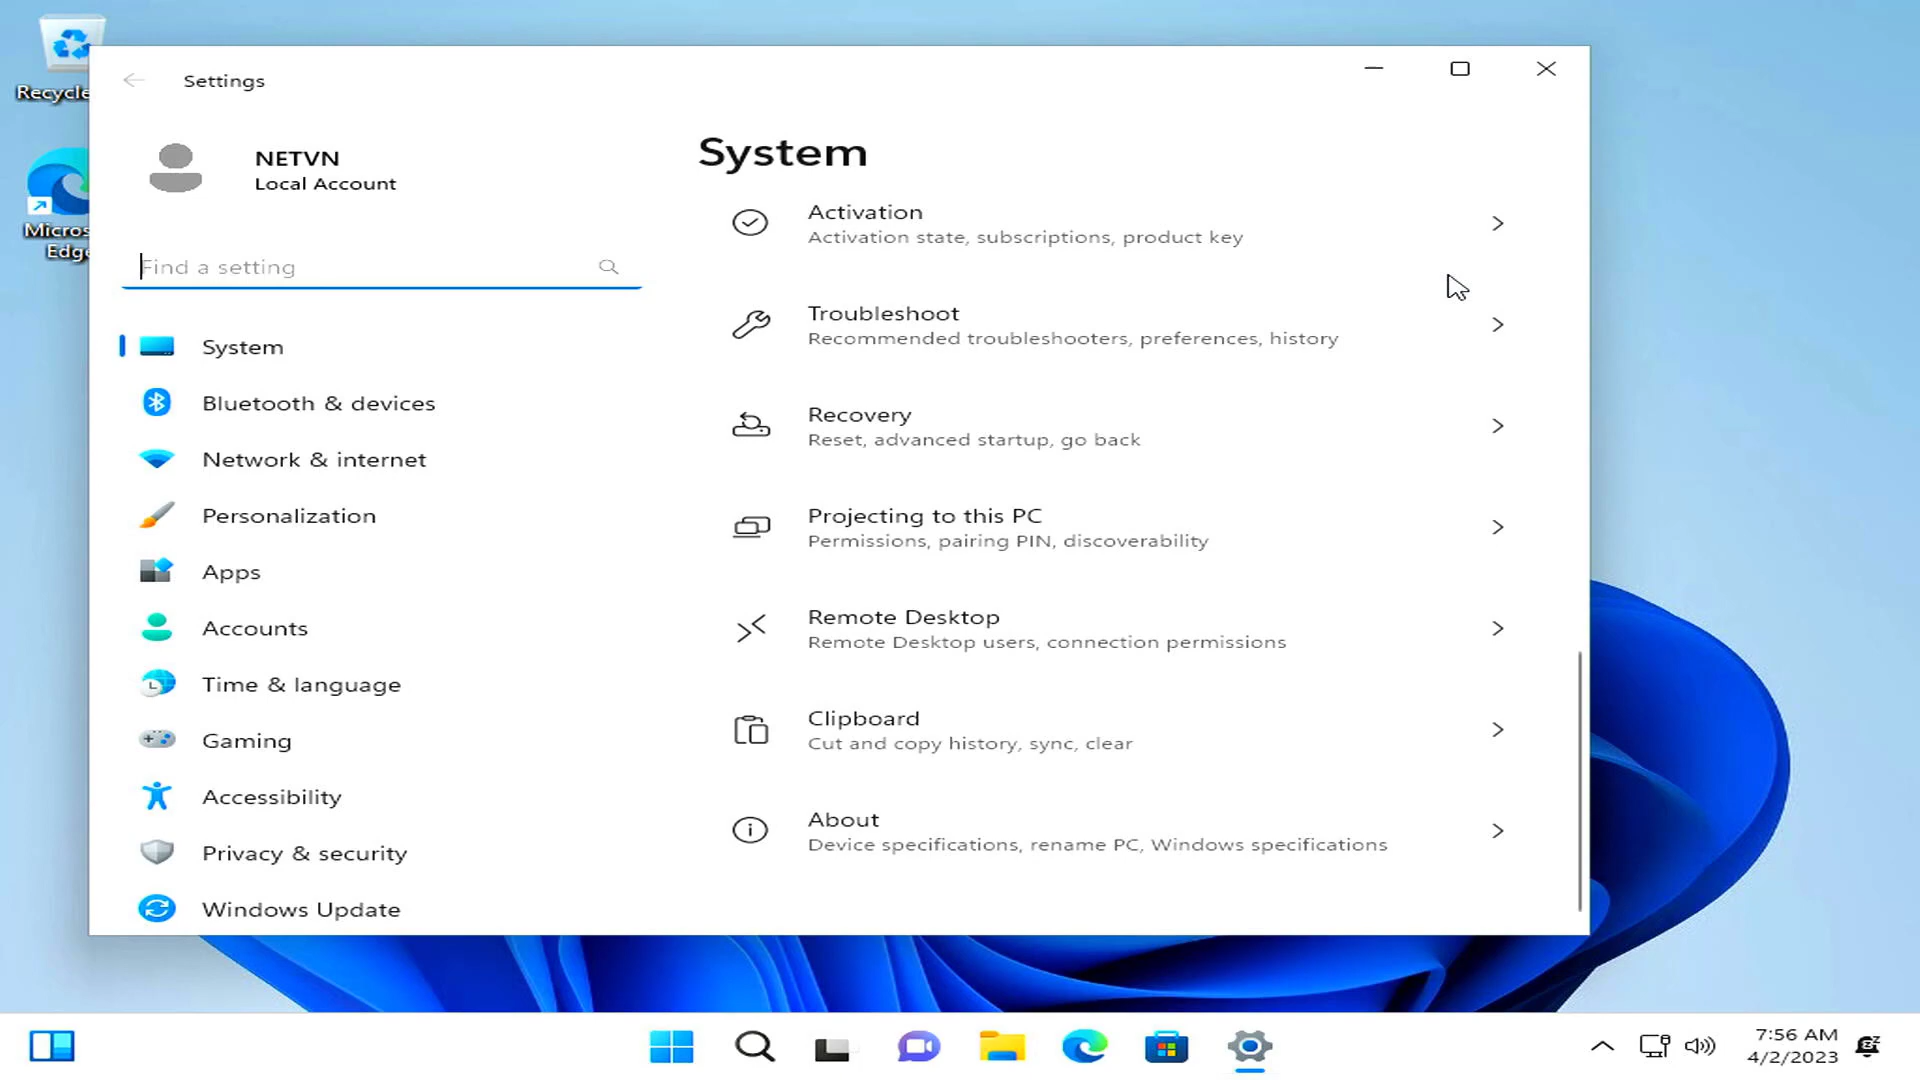 Recycle
Micros
Edge
Settings
NETVN
Local Account
Find a setting
System
Bluetooth & devices
Network & internet
Personalization
Apps
Accounts
Time & language
Gaming
Accessibility
Privacy & security
Windows Update
System
Activation
Activation state, subscriptions, product key
Troubleshoot
Recommended troubleshooters, preferences, history
Recovery
Reset, advanced startup, go back
Projecting to this PC
Permissions, pairing PIN, discoverability
Remote Desktop
Remote Desktop users, connection permissions
Clipboard
Cut and copy history, sync, clear
About
Device specifications, rename PC, Windows specifications
7:56 AM
4/2/2023